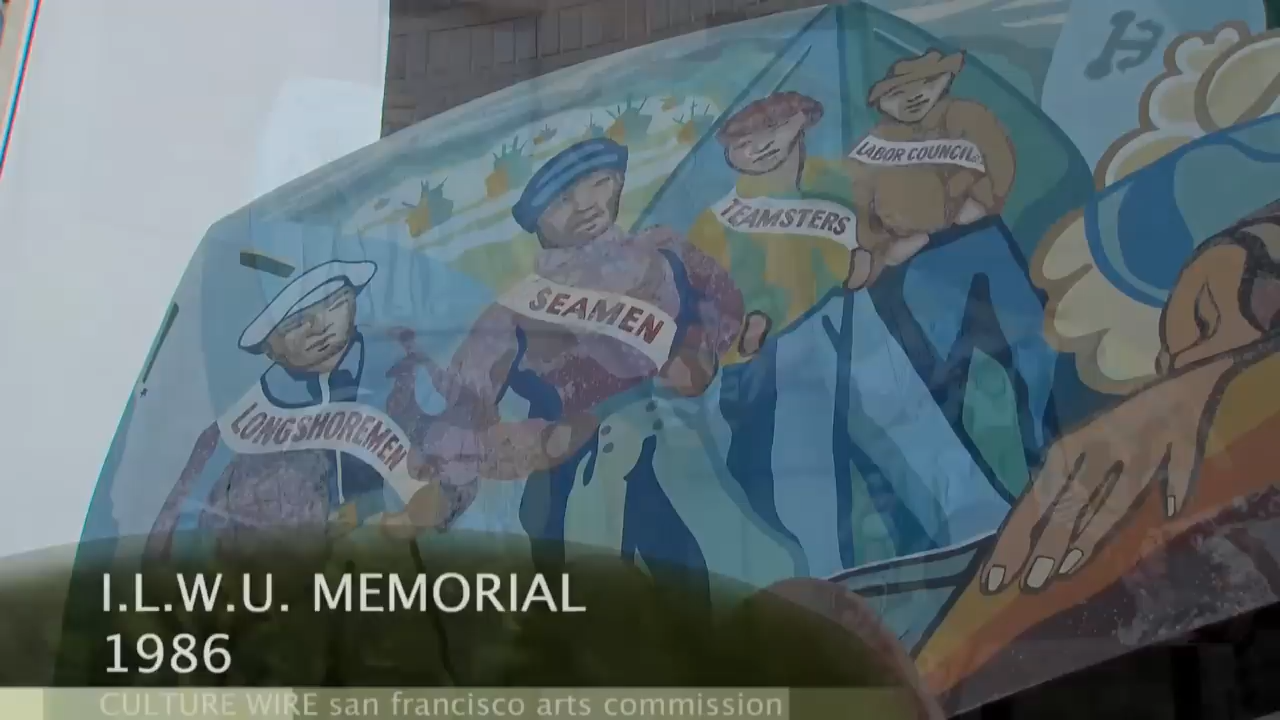 LABOR COUNCIL
TEAMSTERS
SEAMEN
LONGSHOREMEN
I.L.W.U. MEMORIAL
1986
CULTURE WIRE san francisco arts commission